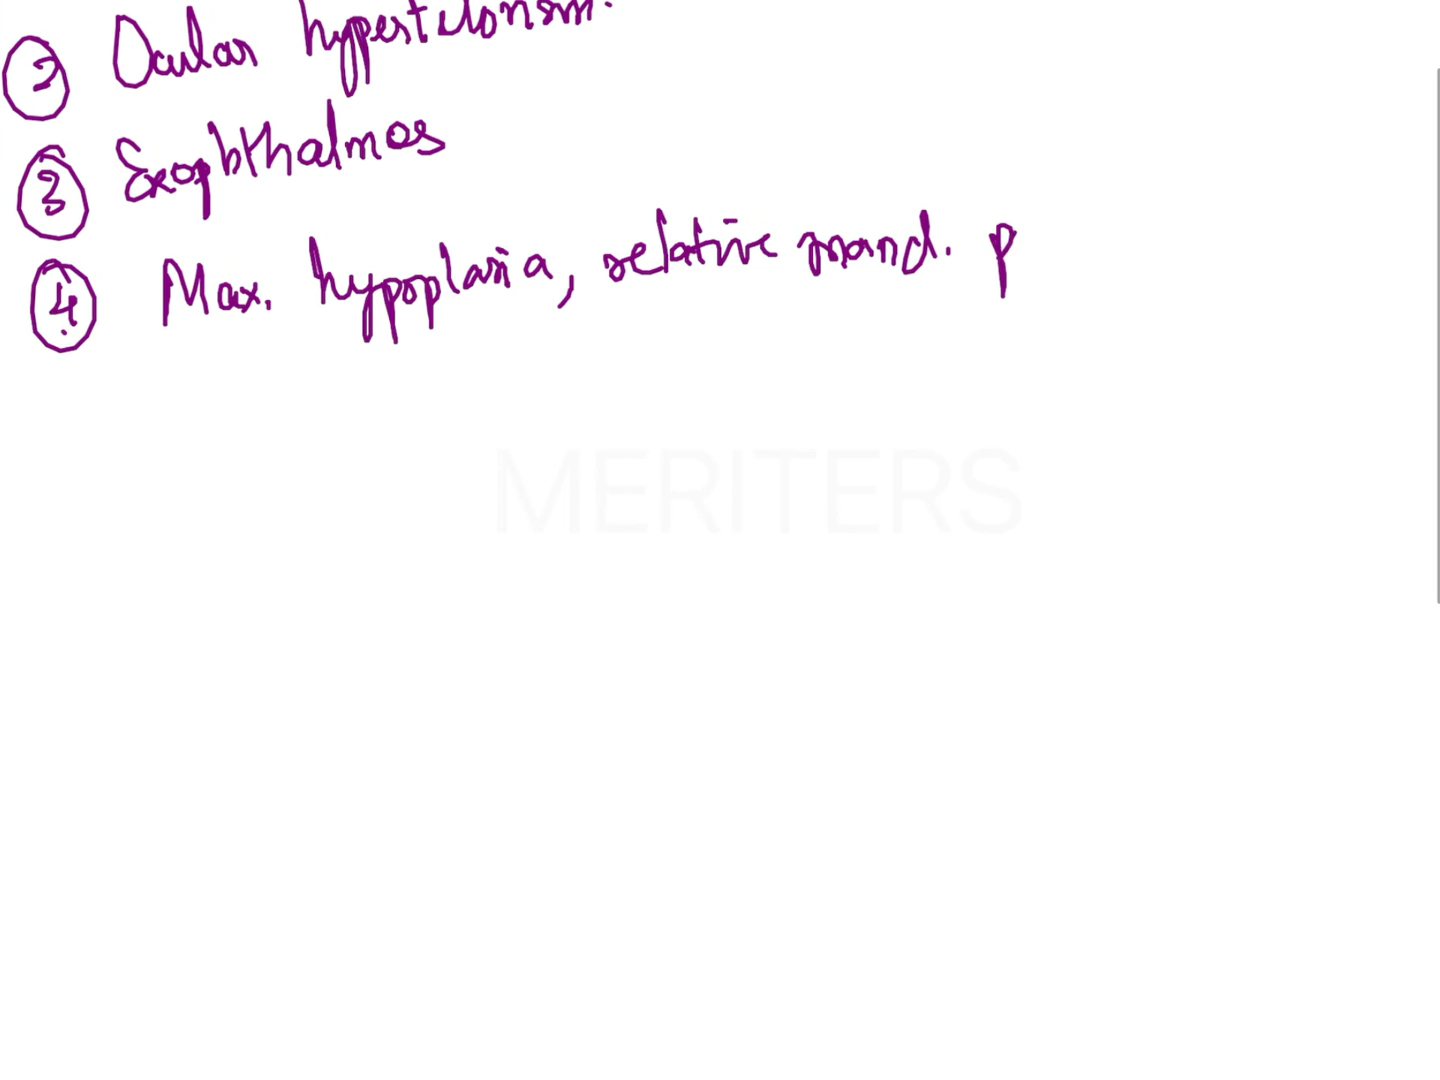 2 Ocular hypertelorism.
3 Exophthalmos
4 Max. hypoplasia, relative mand. p
MERITERS